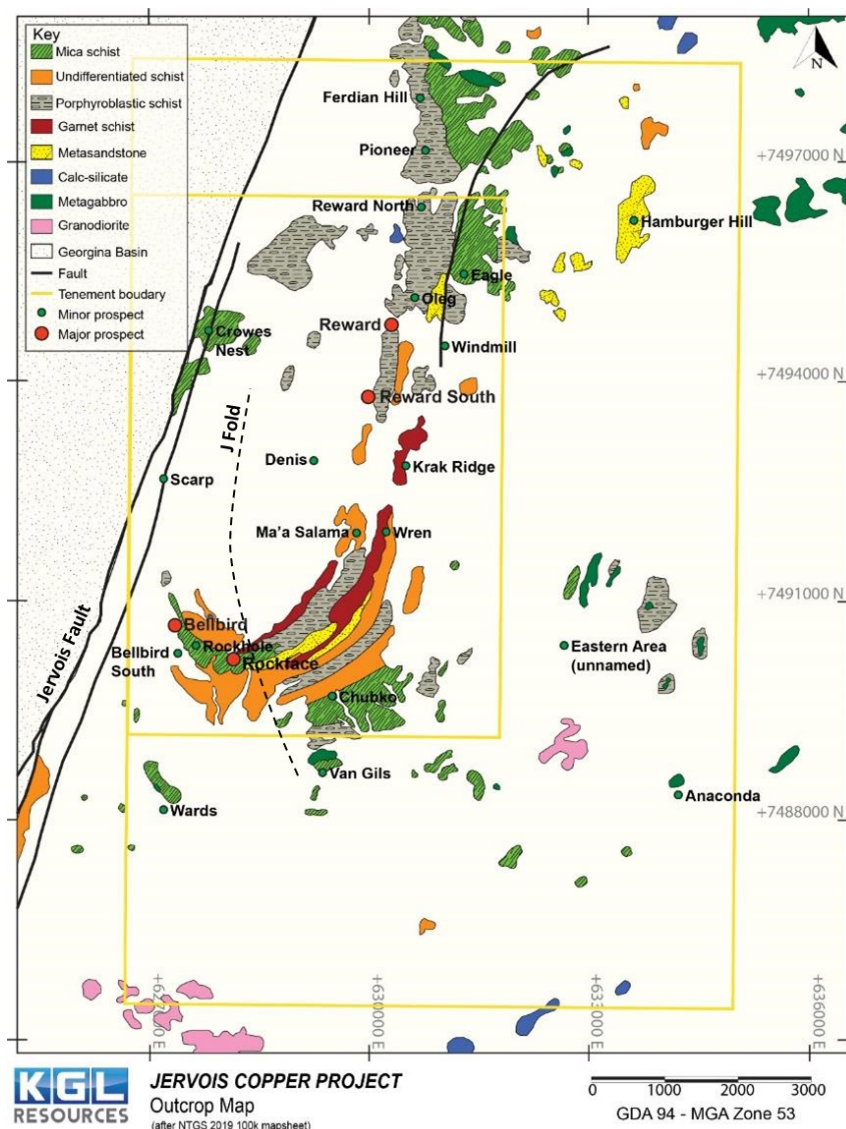 Key
Mica schist
Undifferentiated schist
Porphyroblastic schist
Garnet schist
Metasandstone
Calc-silicate
Metagabbro
Granodiorite
Georgina Basin
Fault
Tenement boudary
Minor prospect
Major prospect
N
Ferdian Hill
Pioneer
+7497000 N
Reward North
Hamburger Hill
Eagle
Oleg
Reward
Crowes
Nest
Windmill
+7494000 N
Reward South
J Fold
Denis
Krak Ridge
Scarp
Ma'a Salama
Wren
+7491000 N
Jervois Fault
Bellbird
Rockhole
Bellbird
South
Rockface
Eastern Area
(unnamed)
Chubko
Van Gils
Anaconda
Wards
+7488000 N
+627000 E
+630000 E
+633000 E
+636000 E
KGL
RESOURCES
JERVOIS COPPER PROJECT
Outcrop Map
(after NTGS 2019 100k mapsheet)
0 1000 2000 3000
GDA 94 - MGA Zone 53